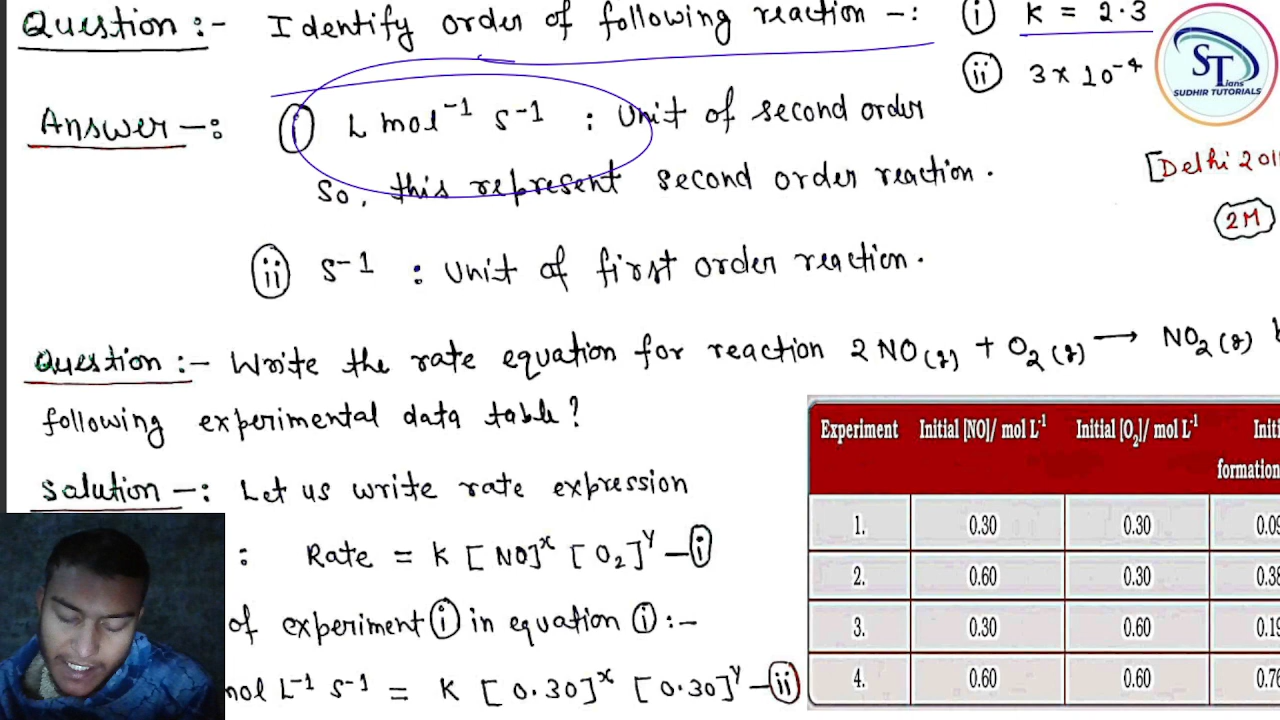 Question :- Identify order of following reaction -: (i) K = 2.3
(ii) 3 × 10⁻⁴
ST ians
SUDHIR TUTORIALS
Answer -: (i) L mol⁻¹ s⁻¹ : Unit of second order
So, this represent second order reaction.
[Delhi 201
2M
(ii) s⁻¹ : Unit of first order reaction.
Question :- Write the rate equation for reaction 2 NO (g) + O₂ (g) → NO₂ (g)
following experimental data table?
Solution -: Let us write rate expression
: Rate = K [NO]ˣ [O₂]ʸ —(i)
of experiment (i) in equation (i) :-
mol L⁻¹ s⁻¹ = K [0.30]ˣ [0.30]ʸ —(ii)
Experiment Initial [NO]/ mol L⁻¹ Initial [O₂]/ mol L⁻¹
formation
1. 0.30 0.30
2. 0.60 0.30
3. 0.30 0.60
4. 0.60 0.60